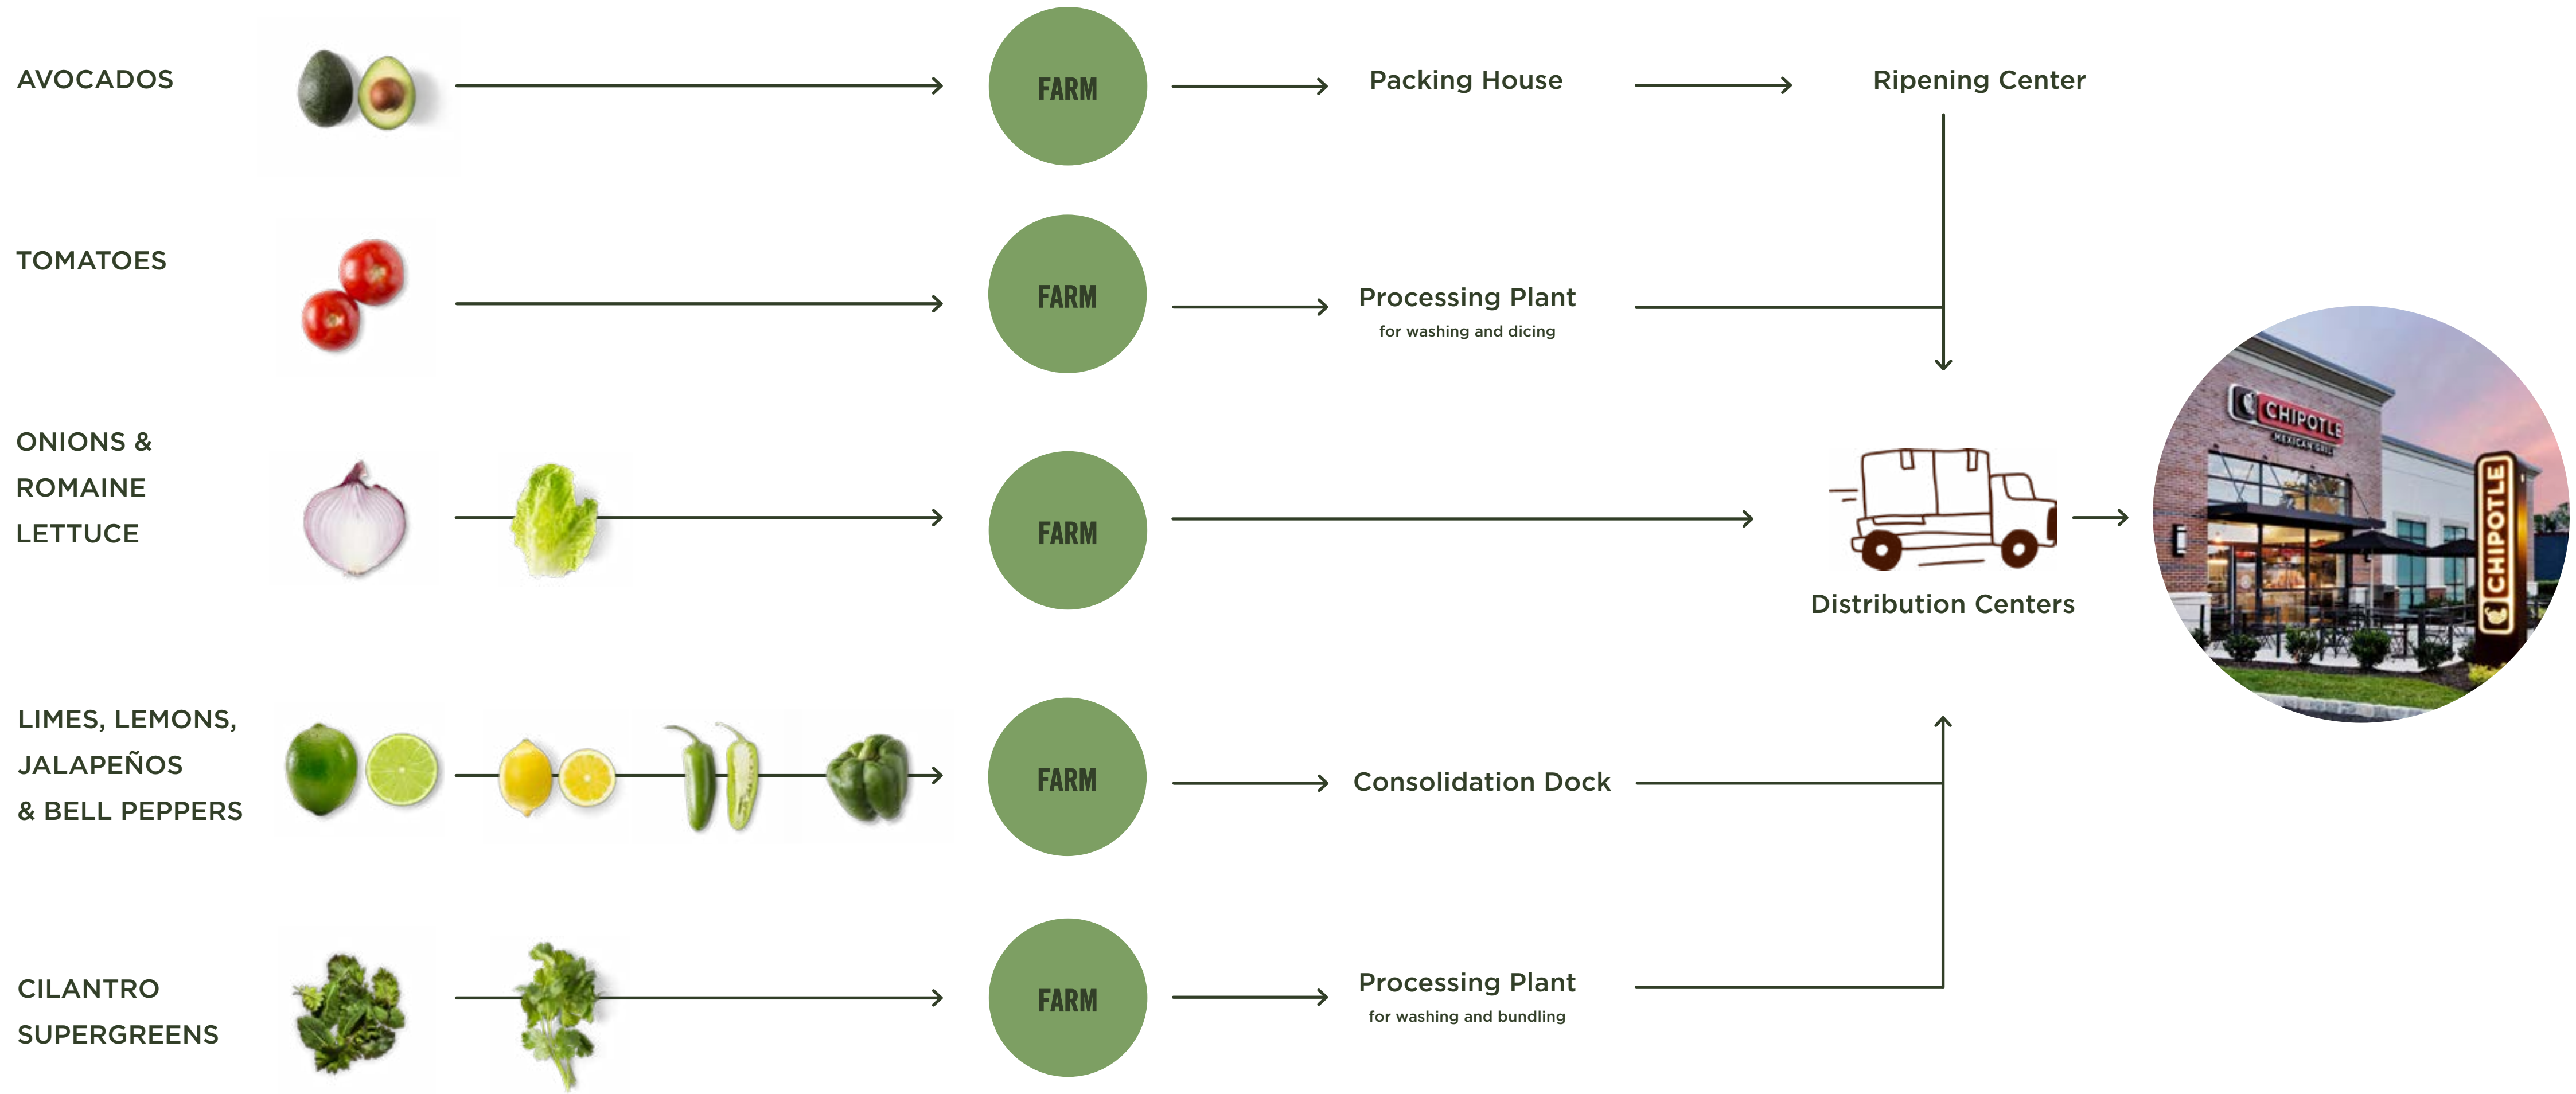 AVOCADOS
FARM
Packing House
Ripening Center
TOMATOES
FARM
Processing Plant
for washing and dicing
ONIONS &
ROMAINE
LETTUCE
FARM
Distribution Centers
CHIPOTLE
MEXICAN GRILL
CHIPOTLE
LIMES, LEMONS,
JALAPEÑOS
& BELL PEPPERS
FARM
Consolidation Dock
CILANTRO
SUPERGREENS
FARM
Processing Plant
for washing and bundling